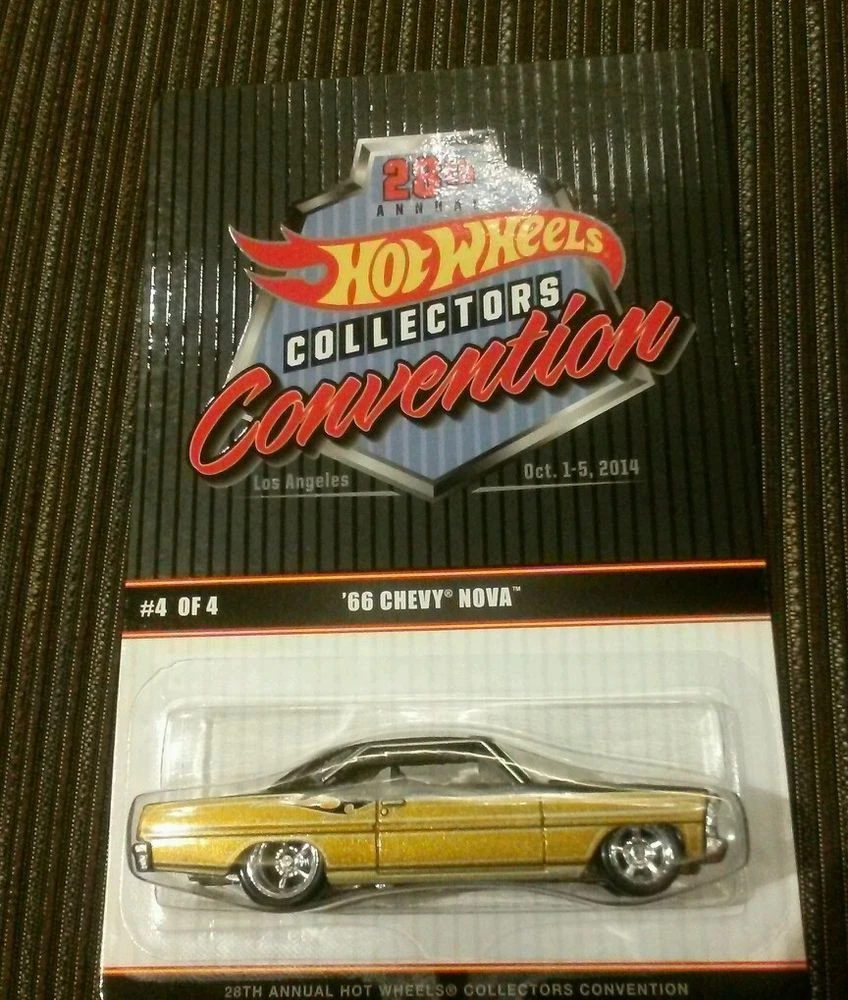 28th
ANNUAL
Hot Wheels
COLLECTORS
Convention
Los Angeles
Oct. 1-5, 2014
#4 OF 4
'66 CHEVY® NOVA™
28TH ANNUAL HOT WHEELS® COLLECTORS CONVENTION